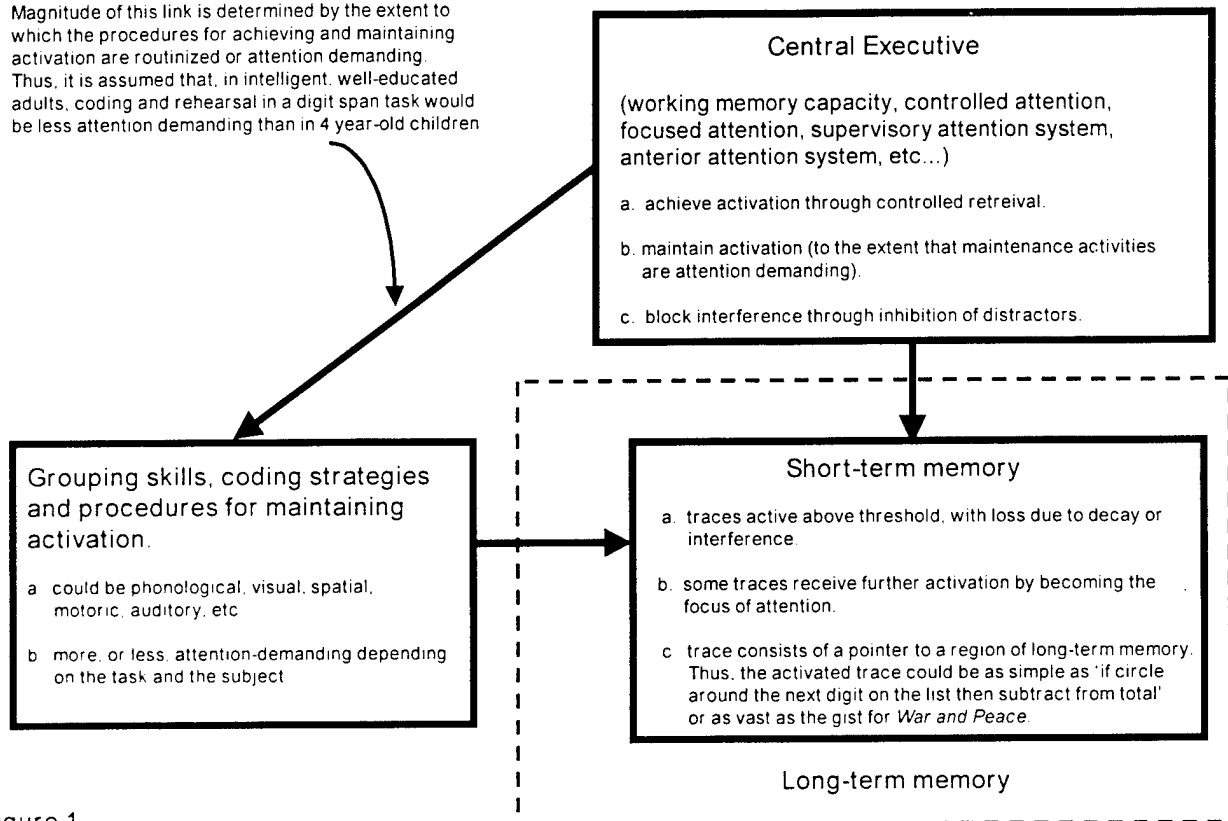 Magnitude of this link is determined by the extent to
which the procedures for achieving and maintaining
activation are routinized or attention demanding.
Thus, it is assumed that, in intelligent. well-educated
adults, coding and rehearsal in a digit span task would
be less attention demanding than in 4 year-old children
Central Executive
(working memory capacity, controlled attention,
focused attention, supervisory attention system,
anterior attention system, etc...)
a. achieve activation through controlled retreival.
b. maintain activation (to the extent that maintenance activities
are attention demanding).
c. block interference through inhibition of distractors.
Grouping skills, coding strategies
and procedures for maintaining
activation.
a could be phonological, visual, spatial,
motoric, auditory, etc
b more, or less, attention-demanding depending
on the task and the subject
Short-term memory
a. traces active above threshold, with loss due to decay or
interference.
b. some traces receive further activation by becoming the
focus of attention.
c trace consists of a pointer to a region of long-term memory.
Thus, the activated trace could be as simple as 'if circle
around the next digit on the list then subtract from total'
or as vast as the gist for War and Peace.
Long-term memory
gure 1